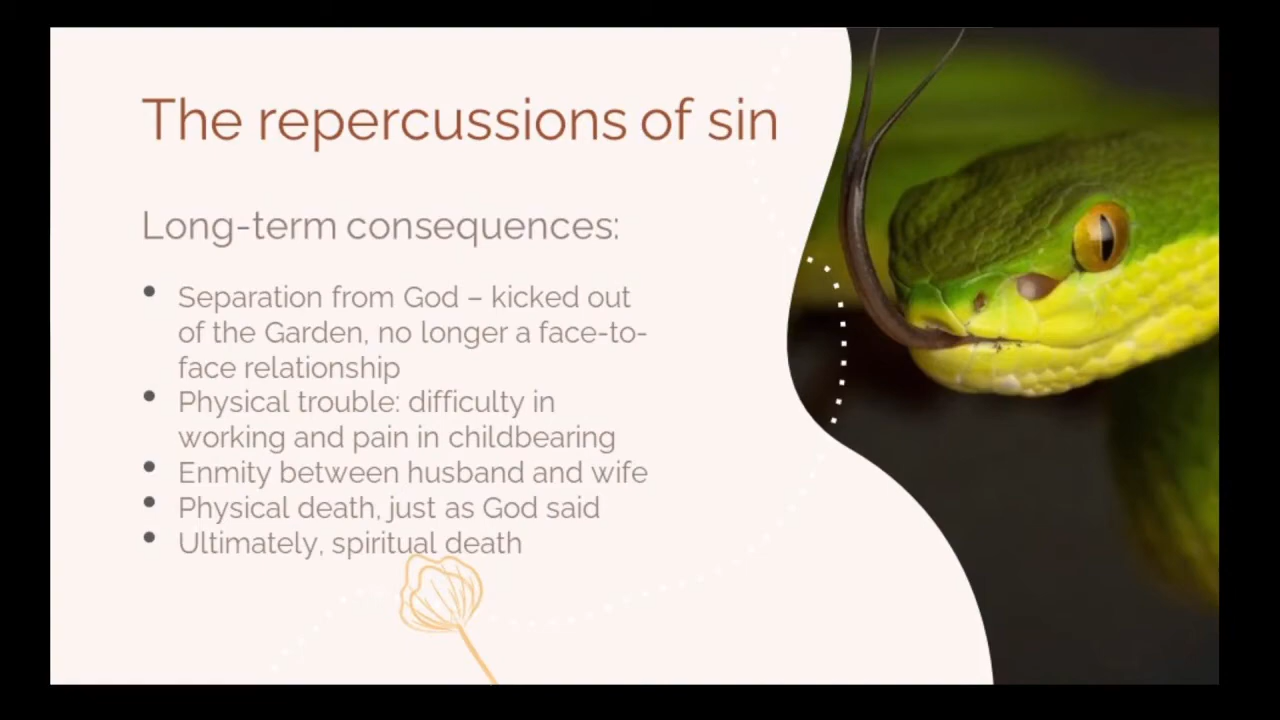 The repercussions of sin
Long-term consequences:
• Separation from God – kicked out
of the Garden, no longer a face-to-
face relationship
• Physical trouble: difficulty in
working and pain in childbearing
• Enmity between husband and wife
• Physical death, just as God said
• Ultimately, spiritual death